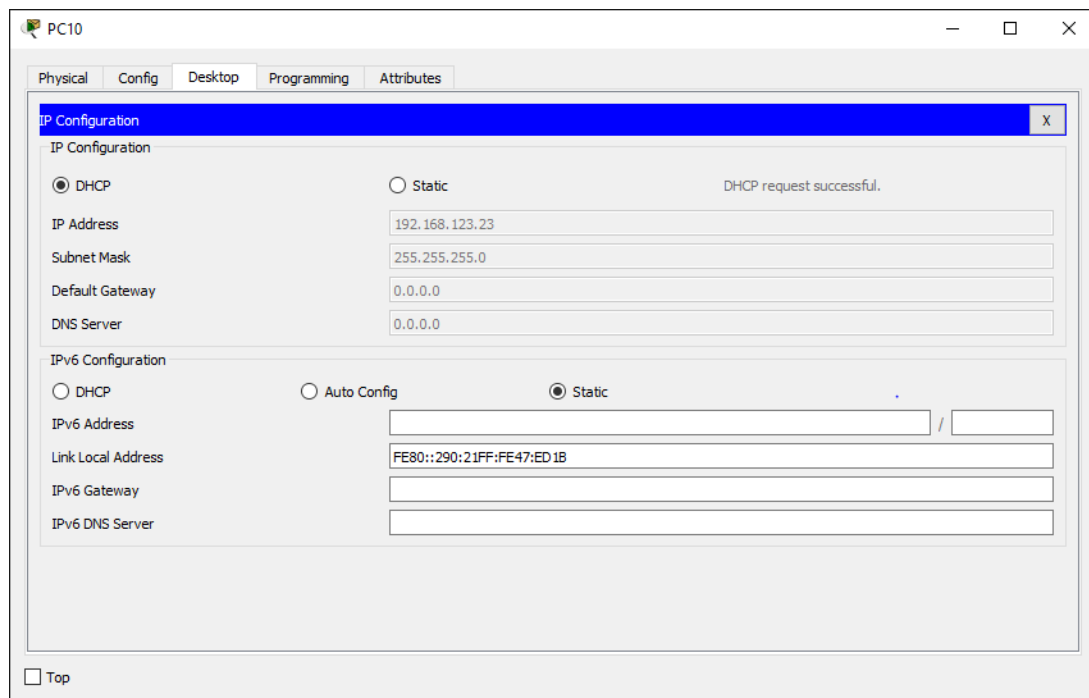 PC10
Physical Config Desktop Programming Attributes
IP Configuration X
IP Configuration
DHCP Static DHCP request successful.
IP Address 192.168.123.23
Subnet Mask 255.255.255.0
Default Gateway 0.0.0.0
DNS Server 0.0.0.0
IPv6 Configuration
DHCP Auto Config Static
IPv6 Address /
Link Local Address FE80::290:21FF:FE47:ED1B
IPv6 Gateway
IPv6 DNS Server
Top